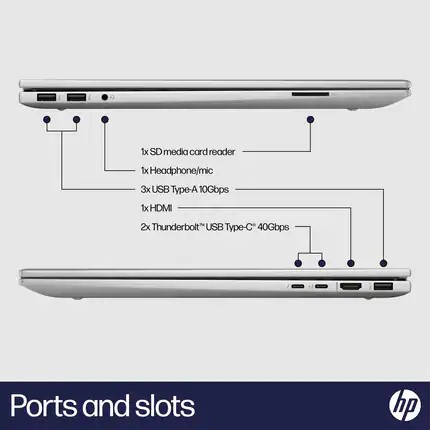 1x SD media card reader
1x Headphone/mic
3x USB Type-A 10Gbps
1x HDMI
2x Thunderbolt™ USB Type-C® 40Gbps
Ports and slots
hp